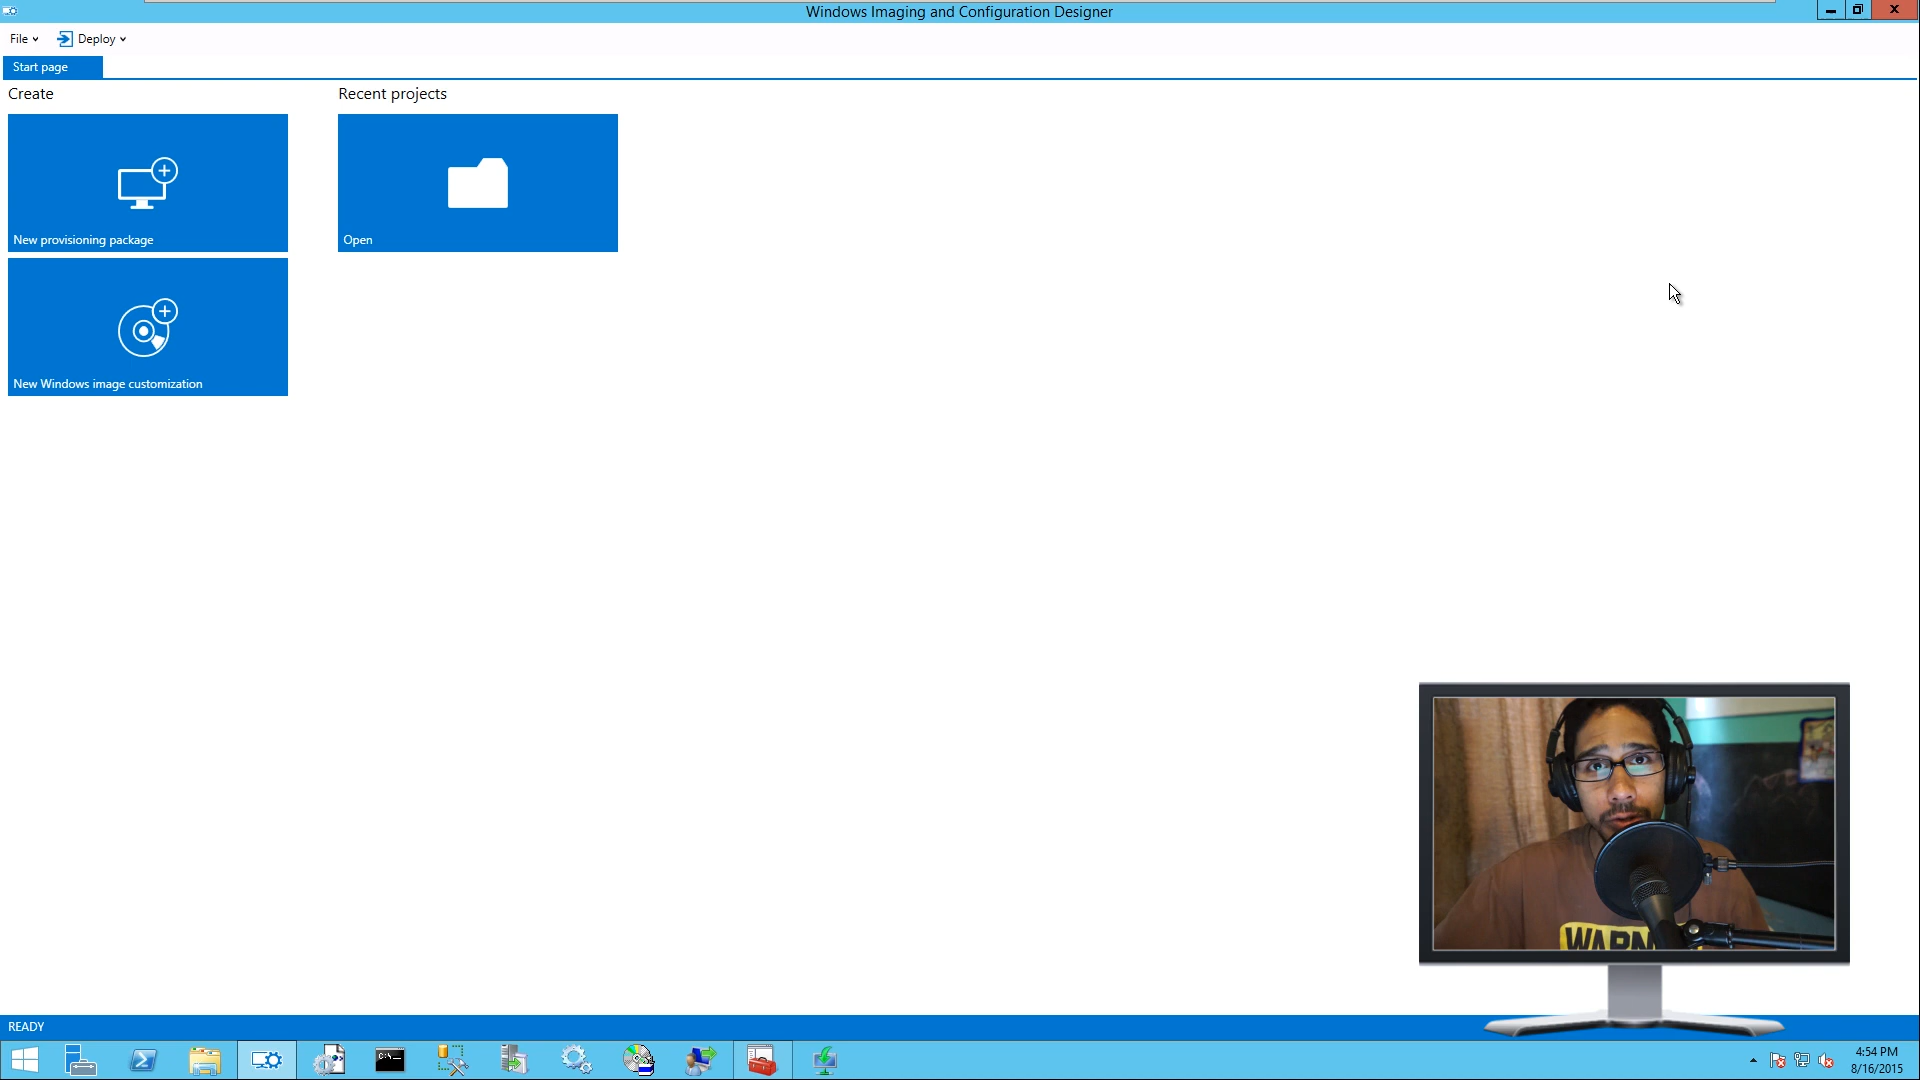 Windows Imaging and Configuration Designer
File
Deploy
Start page
Create
Recent projects
New provisioning package
Open
New Windows image customization
READY
C:\._
4:54 PM
8/16/2015